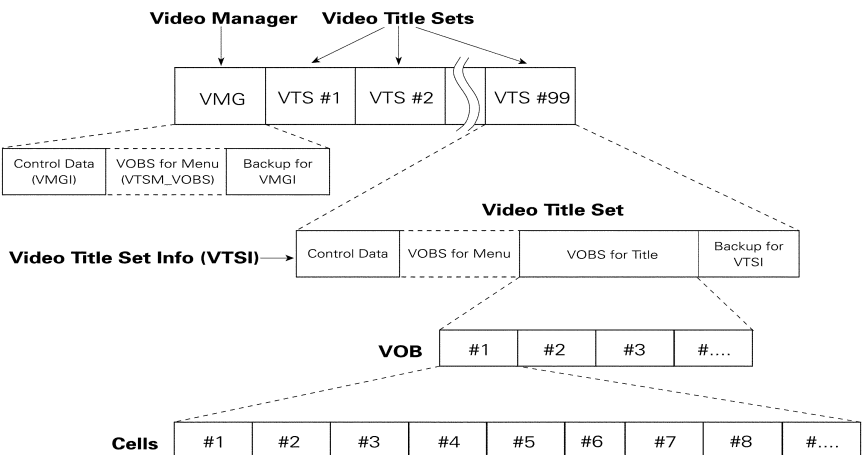 Video Manager Video Title Sets
VMG VTS #1 VTS #2 VTS #99
Control Data
(VMGI)
VOBS for Menu
(VTSM_VOBS)
Backup for
VMGI
Video Title Set
Video Title Set Info (VTSI)
Control Data
VOBS for Menu
VOBS for Title
Backup for
VTSI
VOB #1 #2 #3 #....
Cells #1 #2 #3 #4 #5 #6 #7 #8 #....